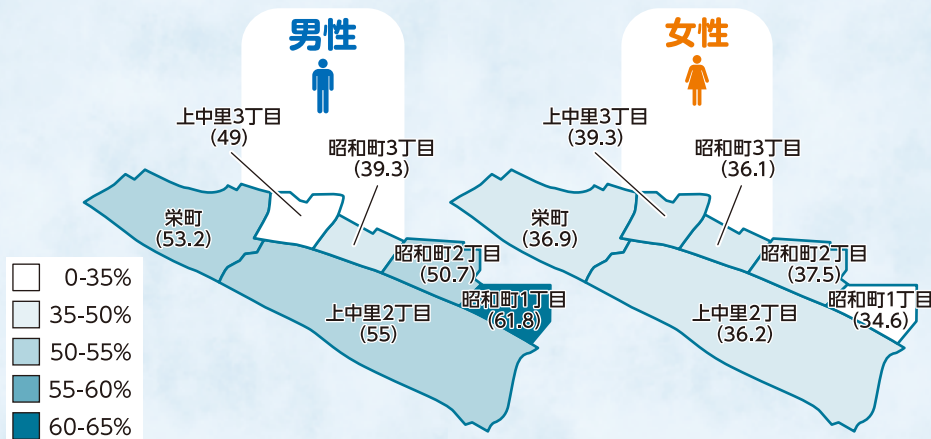 男性
上中里3丁目
(49)
昭和町3丁目
(39.3)
栄町
(53.2)
昭和町2丁目
(50.7)
昭和町1丁目
(61.8)
上中里2丁目
(55)
女性
上中里3丁目
(39.3)
昭和町3丁目
(36.1)
栄町
(36.9)
昭和町2丁目
(37.5)
昭和町1丁目
(34.6)
上中里2丁目
(36.2)
0-35%
35-50%
50-55%
55-60%
60-65%